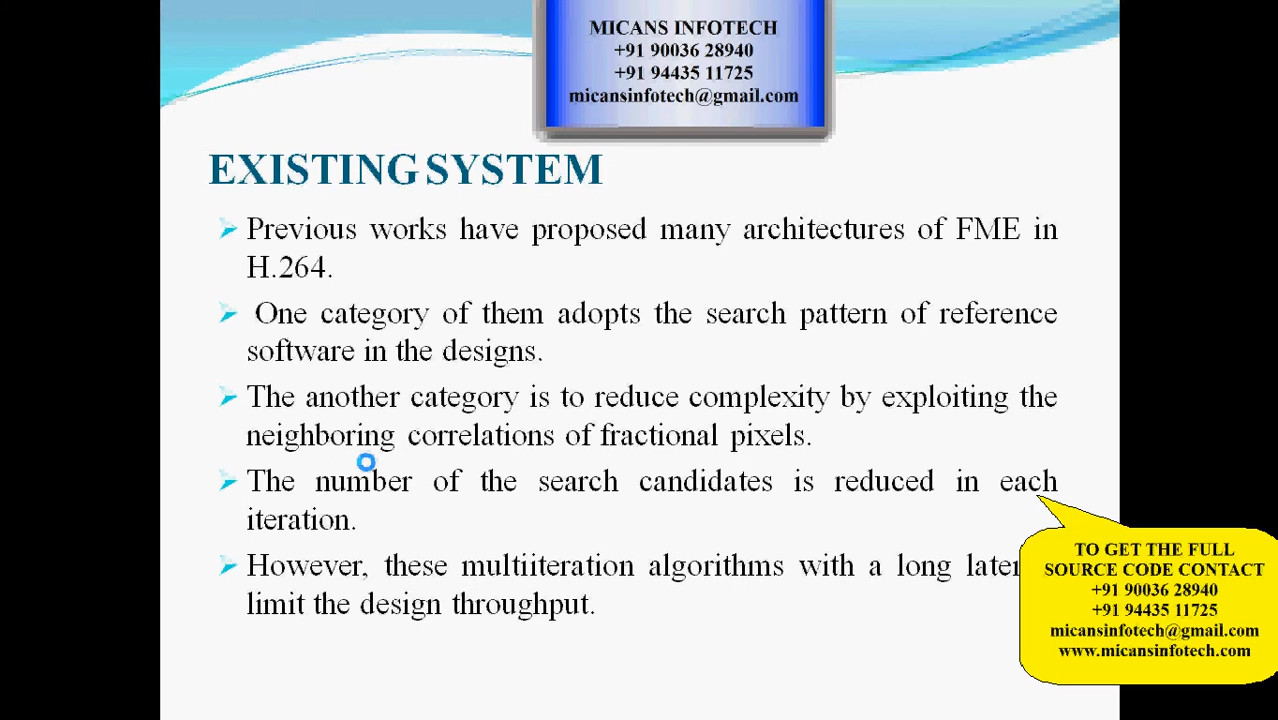 MICANS INFOTECH
+91 90036 28940
+91 94435 11725
micansinfotech@gmail.com
EXISTING SYSTEM
Previous works have proposed many architectures of FME in
H.264.
One category of them adopts the search pattern of reference
software in the designs.
The another category is to reduce complexity by exploiting the
neighboring correlations of fractional pixels.
The number of the search candidates is reduced in each
iteration.
However, these multiiteration algorithms with a long
limit the design throughput.
TO GET THE FULL
SOURCE CODE CONTACT
+91 90036 28940
+91 94435 11725
micansinfotech@gmail.com
www.micansinfotech.com